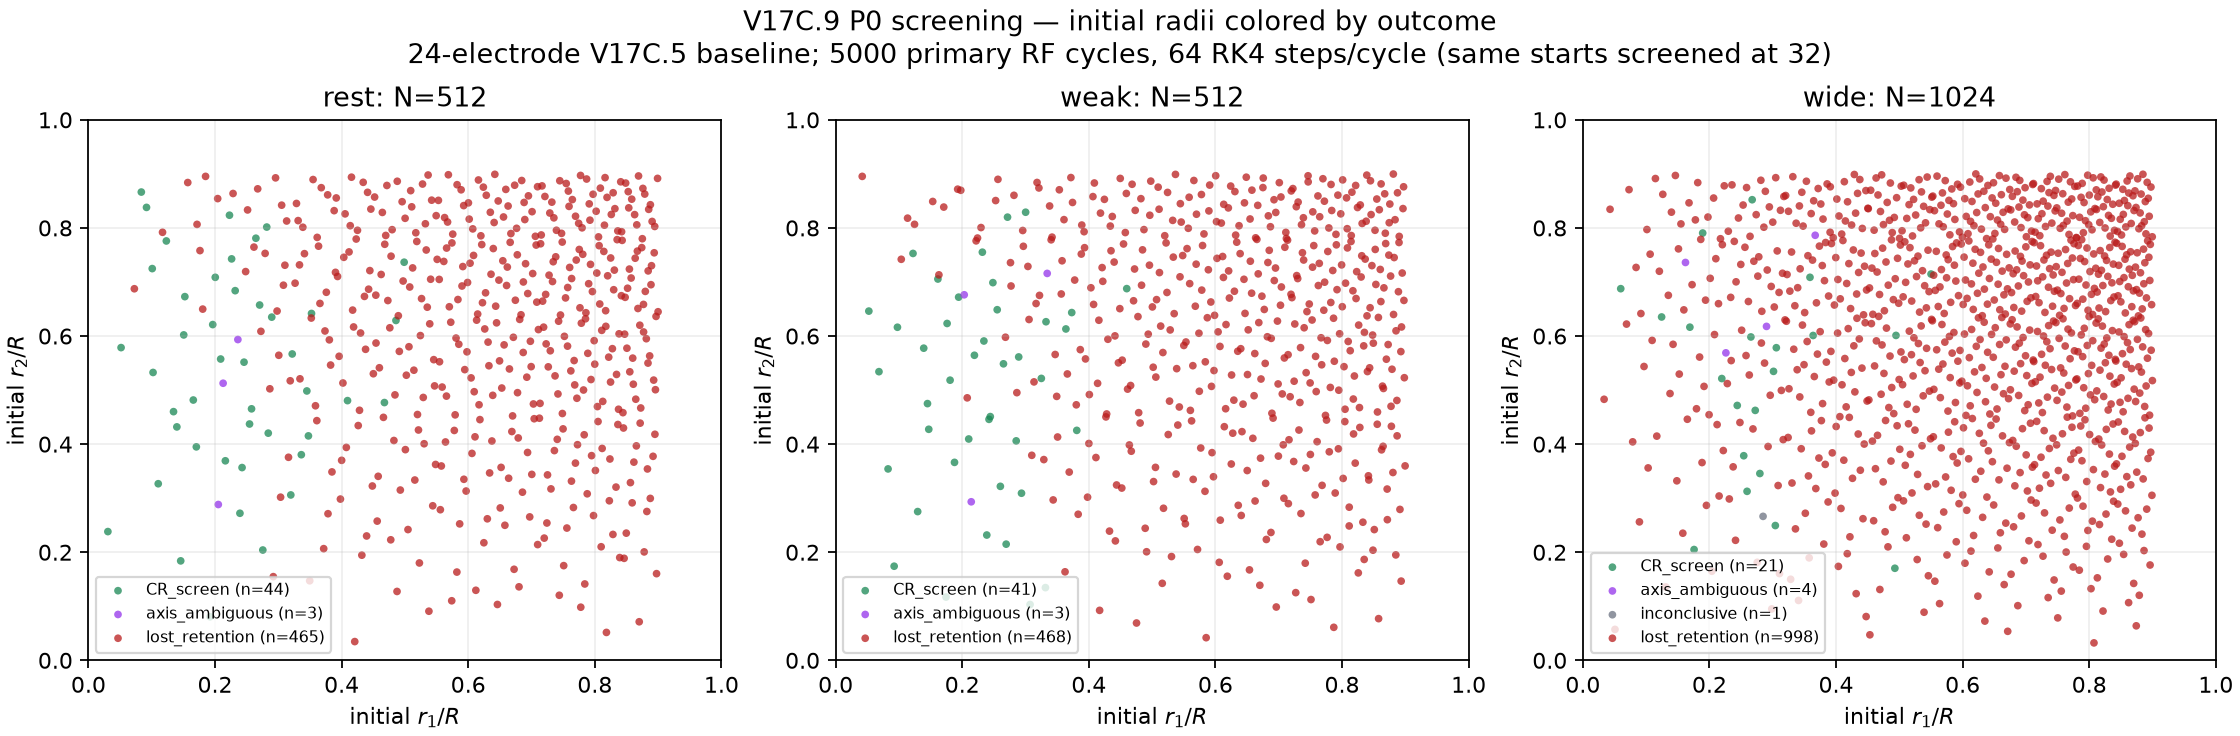 V17C.9 P0 screening — initial radii colored by outcome
24-electrode V17C.5 baseline; 5000 primary RF cycles, 64 RK4 steps/cycle (same starts screened at 32)
rest: N=512
1.0
0.8
0.6
0.4
0.2
0.0
initial r₂/R
CR_screen (n=44)
axis_ambiguous (n=3)
lost_retention (n=465)
0.0 0.2 0.4 0.6 0.8 1.0
initial r₁/R
weak: N=512
1.0
0.8
0.6
0.4
0.2
0.0
initial r₂/R
CR_screen (n=41)
axis_ambiguous (n=3)
lost_retention (n=468)
0.0 0.2 0.4 0.6 0.8 1.0
initial r₁/R
wide: N=1024
1.0
0.8
0.6
0.4
0.2
0.0
initial r₂/R
CR_screen (n=21)
axis_ambiguous (n=4)
inconclusive (n=1)
lost_retention (n=998)
0.0 0.2 0.4 0.6 0.8 1.0
initial r₁/R